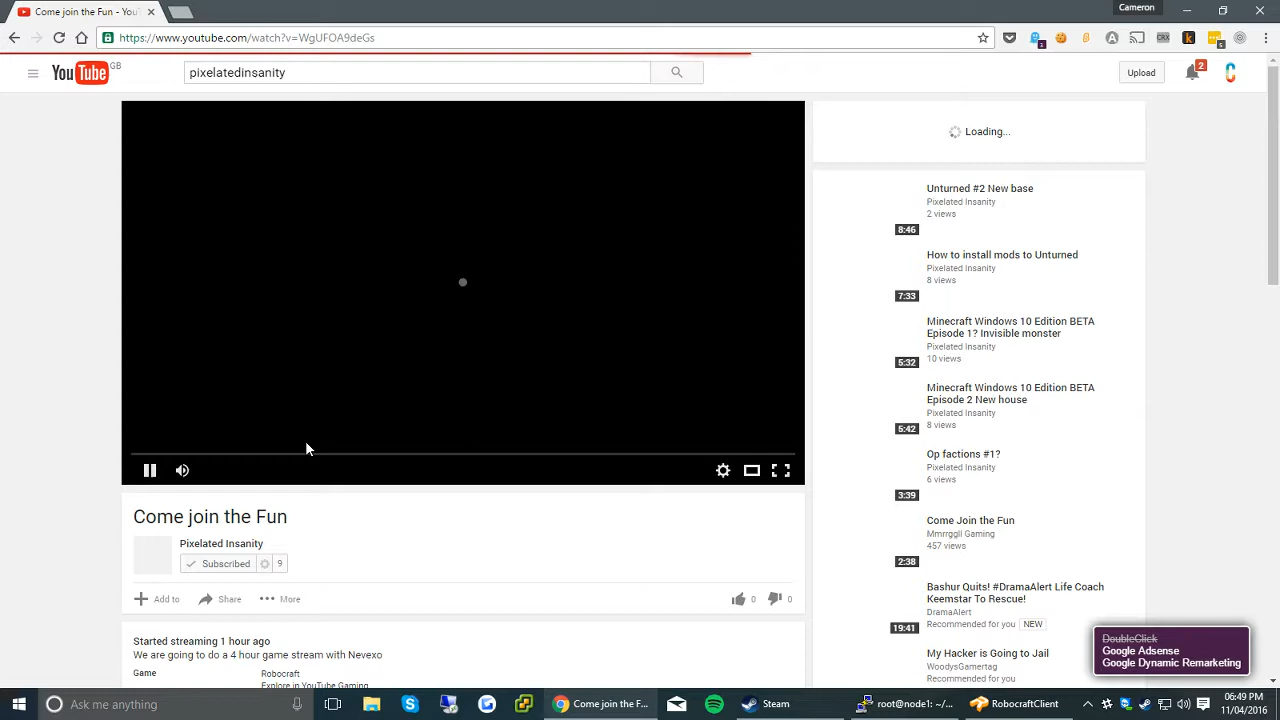 Come join the Fun - YouT
Cameron
https://www.youtube.com/watch?v=WgUFOA9deGs
YouTube GB
pixelatedinsanity
Upload
2
Loading...
Unturned #2 New base
Pixelated Insanity
2 views
8:46
How to install mods to Unturned
Pixelated Insanity
8 views
7:33
Minecraft Windows 10 Edition BETA
Episode 1? Invisible monster
Pixelated Insanity
10 views
5:32
Minecraft Windows 10 Edition BETA
Episode 2 New house
Pixelated Insanity
8 views
5:42
Op factions #1?
Pixelated Insanity
6 views
3:39
Come Join the Fun
Mmrrggll Gaming
457 views
2:38
Bashur Quits! #DramaAlert Life Coach
Keemstar To Rescue!
DramaAlert
Recommended for you NEW
19:41
My Hacker is Going to Jail
WoodysGamertag
Recommended for you
Come join the Fun
Pixelated Insanity
Subscribed 9
Add to Share More 0 0
Started streaming 1 hour ago
We are going to do a 4 hour game stream with Nevexo
Game Robocraft
Explore in YouTube Gaming
DoubleClick
Google Adsense
Google Dynamic Remarketing
Ask me anything
Come join the F...
Steam
root@node1: ~/...
RobocraftClient
06:49 PM
11/04/2016